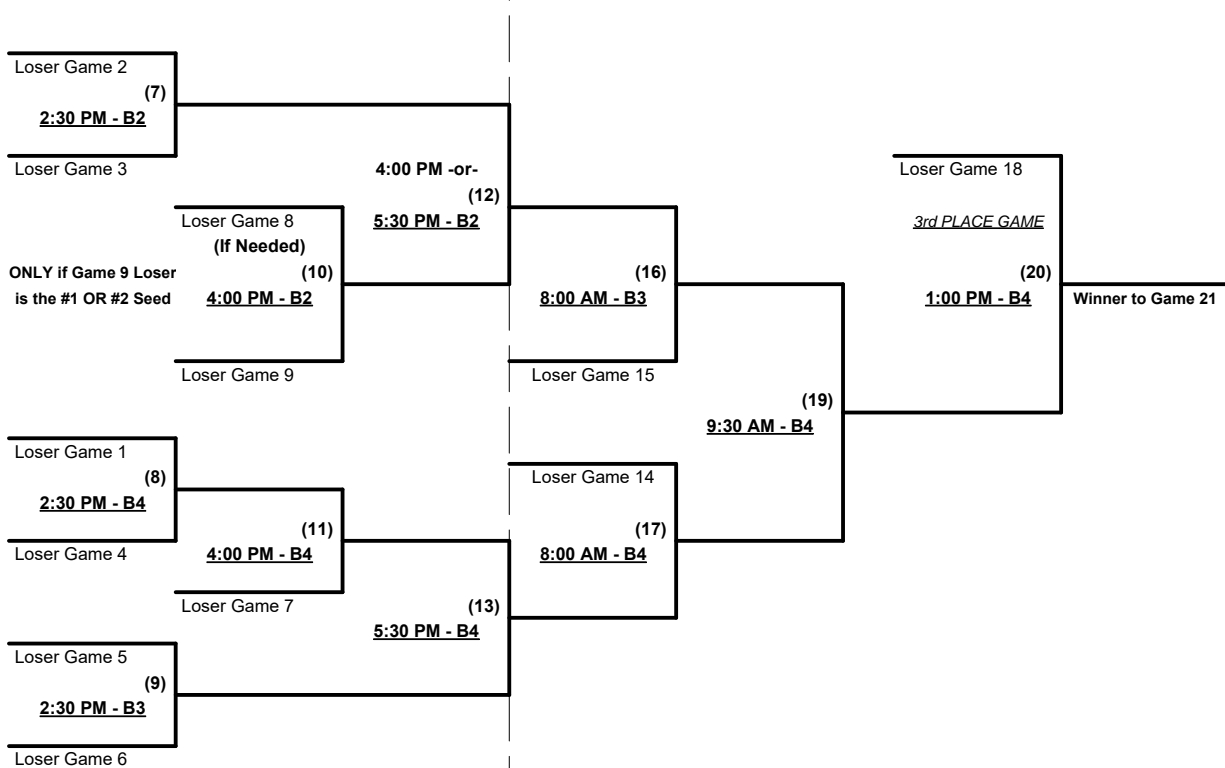 Loser Game 2
(7)
2:30 PM - B2
Loser Game 3
4:00 PM -or-
(12)
5:30 PM - B2
Loser Game 18
3rd PLACE GAME
(20)
1:00 PM - B4
Winner to Game 21
Loser Game 8
(If Needed)
(10)
4:00 PM - B2
ONLY if Game 9 Loser
is the #1 OR #2 Seed
Loser Game 9
(16)
8:00 AM - B3
Loser Game 15
(19)
9:30 AM - B4
Loser Game 1
(8)
2:30 PM - B4
Loser Game 4
(11)
4:00 PM - B4
Loser Game 7
Loser Game 14
(17)
8:00 AM - B4
(13)
5:30 PM - B4
Loser Game 5
(9)
2:30 PM - B3
Loser Game 6